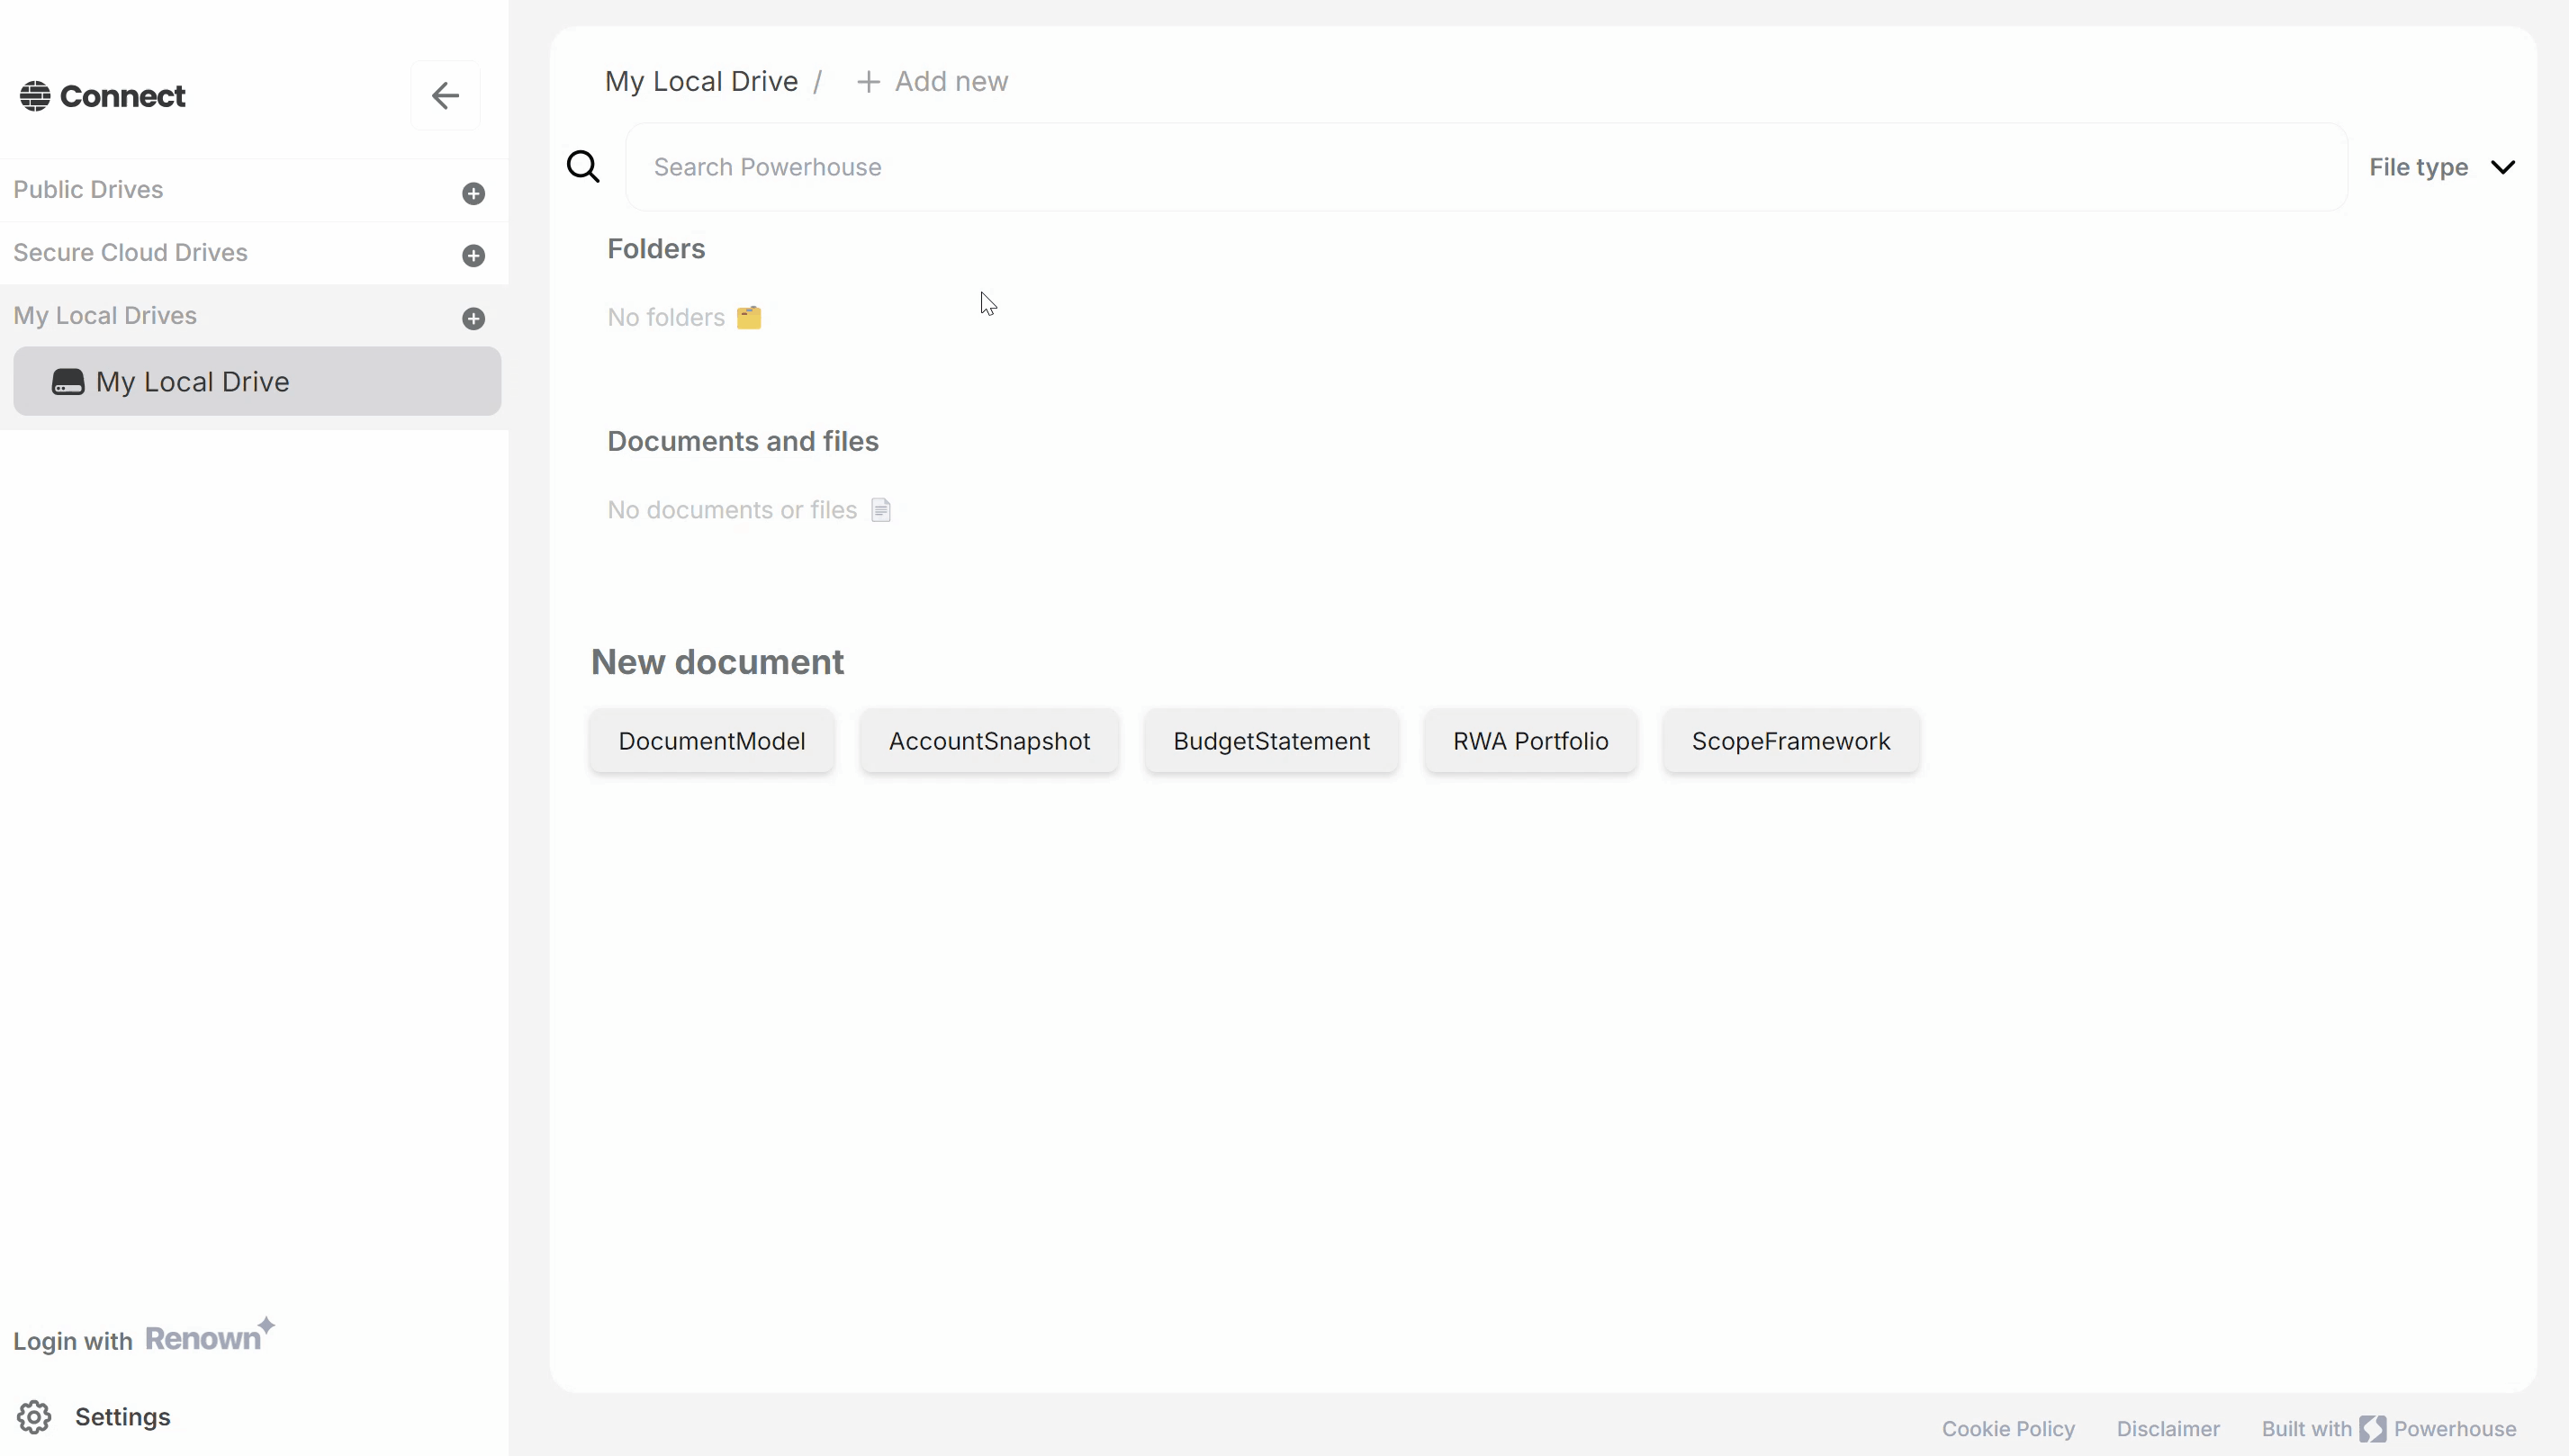 Connect
Public Drives
Secure Cloud Drives
My Local Drives
My Local Drive
Login with Renown
Settings
My Local Drive / + Add new
Search Powerhouse
File type
Folders
No folders
Documents and files
No documents or files
New document
DocumentModel AccountSnapshot BudgetStatement RWA Portfolio ScopeFramework
Cookie Policy Disclaimer Built with Powerhouse